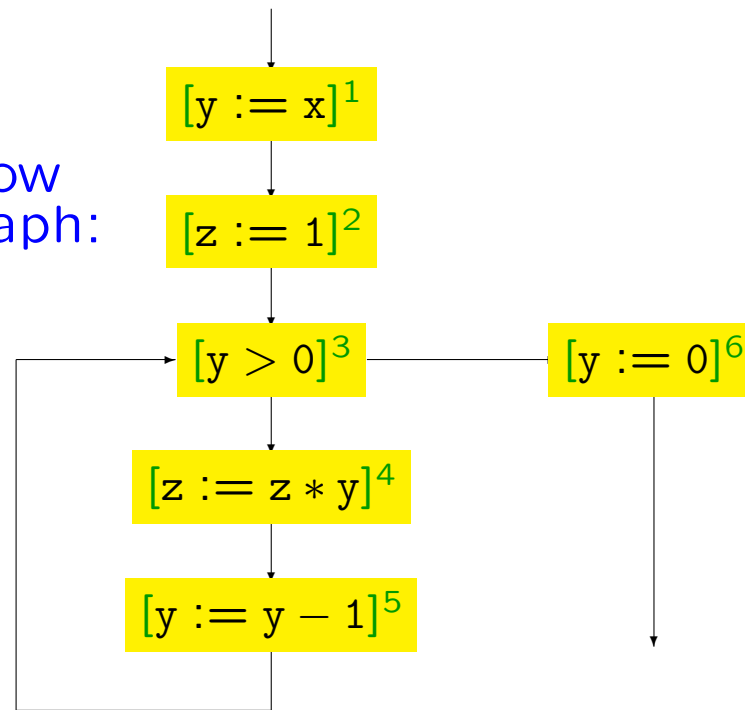 [y := x]¹
ow
[z := 1]²
aph:
[y > 0]³
[y := 0]⁶
[z := z * y]⁴
[y := y − 1]⁵